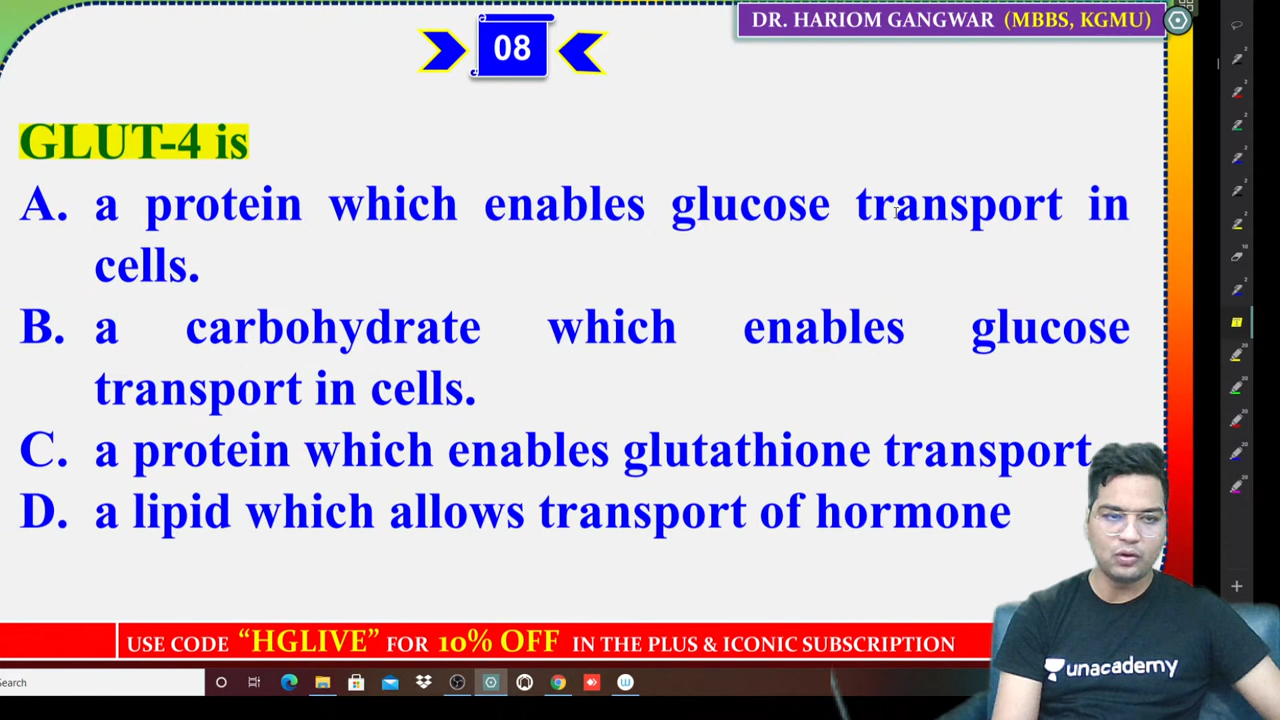 DR. HARIOM GANGWAR (MBBS, KGMU)
08
GLUT-4 is
A. a protein which enables glucose transport in
cells.
B. a carbohydrate which enables glucose
transport in cells.
C. a protein which enables glutathione transport
D. a lipid which allows transport of hormone
unacademy
USE CODE “HGLIVE” FOR 10% OFF IN THE PLUS & ICONIC SUBSCRIPTION
Search